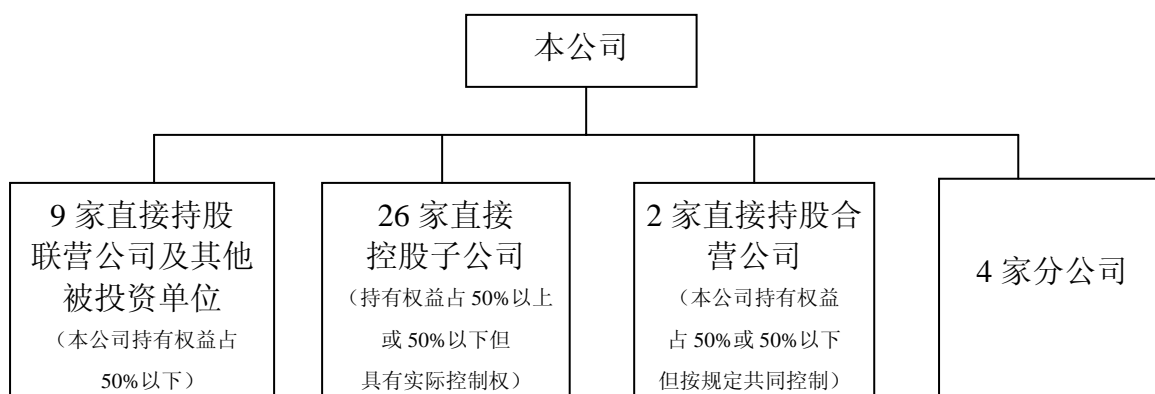 本公司
9 家直接持股
联营公司及其他
被投资单位
（本公司持有权益占
50%以下）
26 家直接
控股子公司
（持有权益占 50%以上
或 50%以下但
具有实际控制权）
2 家直接持股合
营公司
（本公司持有权益
占 50%或 50%以下
但按规定共同控制）
4 家分公司